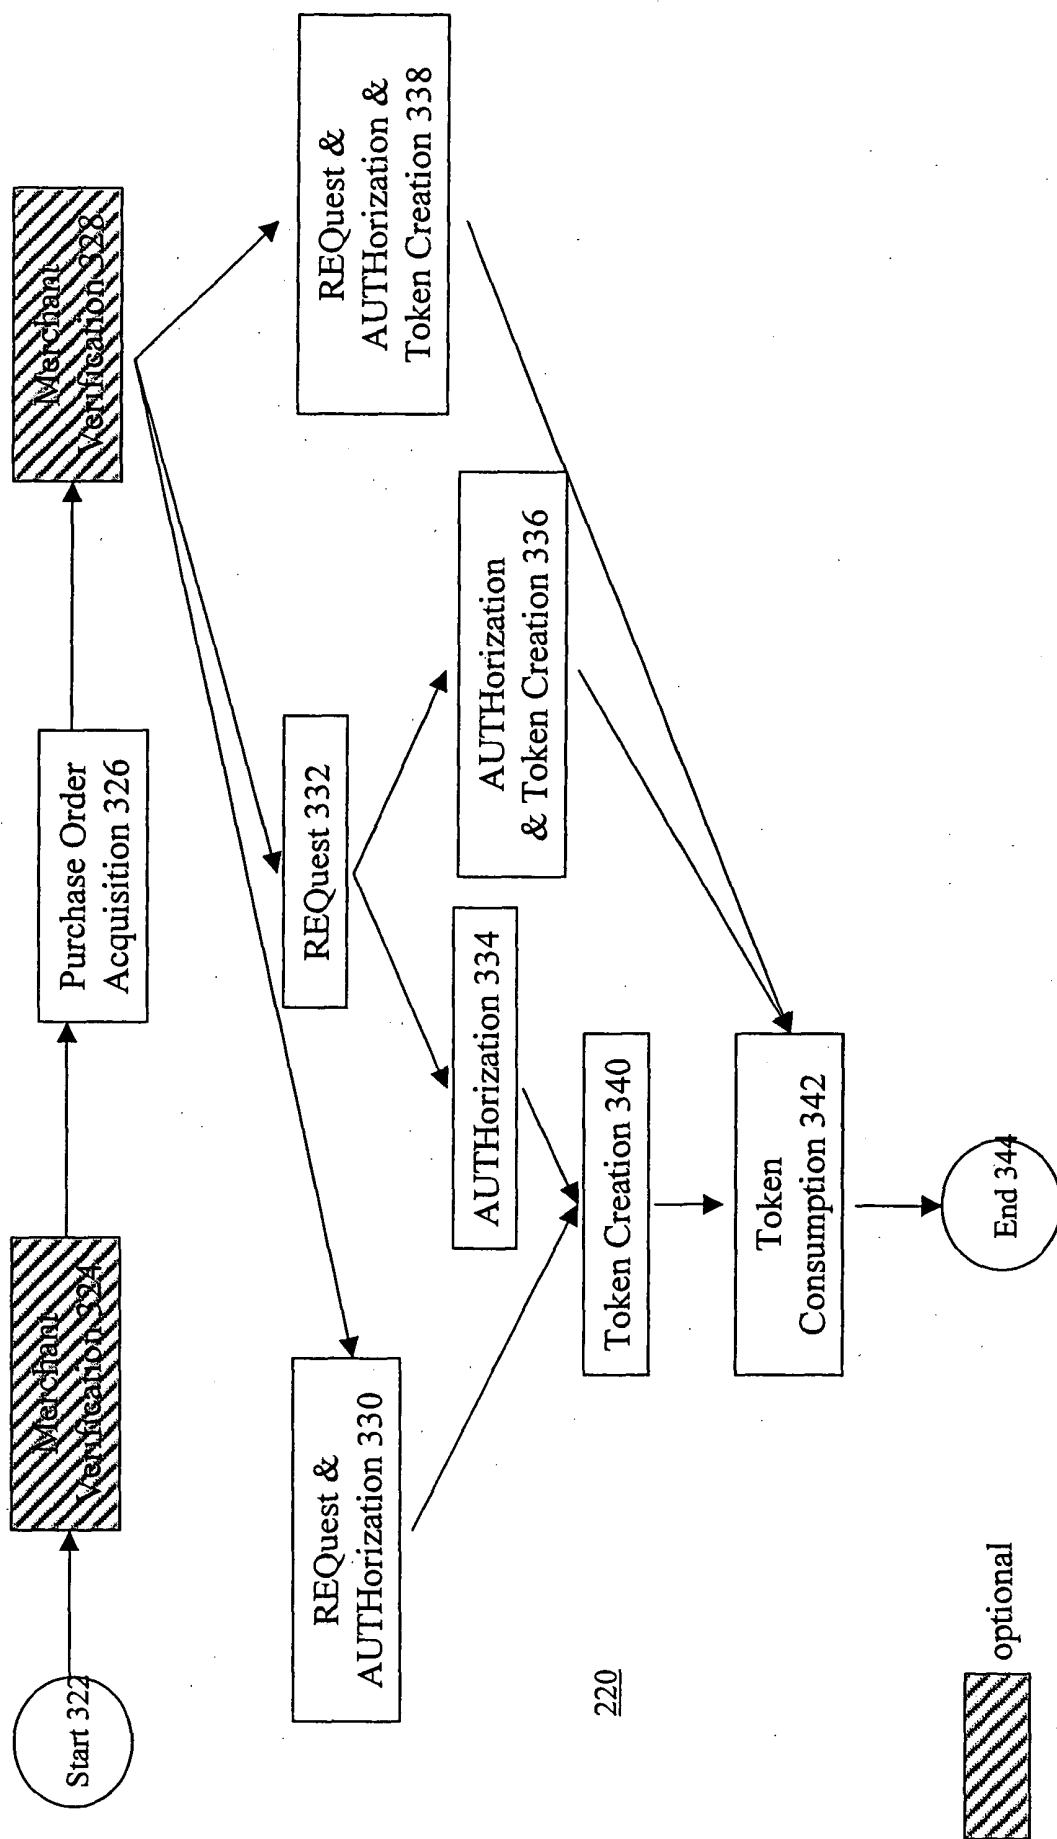 Start 322
Merchant
Verification 324
Purchase Order
Acquisition 326
Merchant
Verification 328
REQuest &
AUTHorization 330
REQuest 332
REQuest &
AUTHorization &
Token Creation 338
AUTHorization 334
AUTHorization
& Token Creation 336
Token Creation 340
Token
Consumption 342
End 344
220
optional